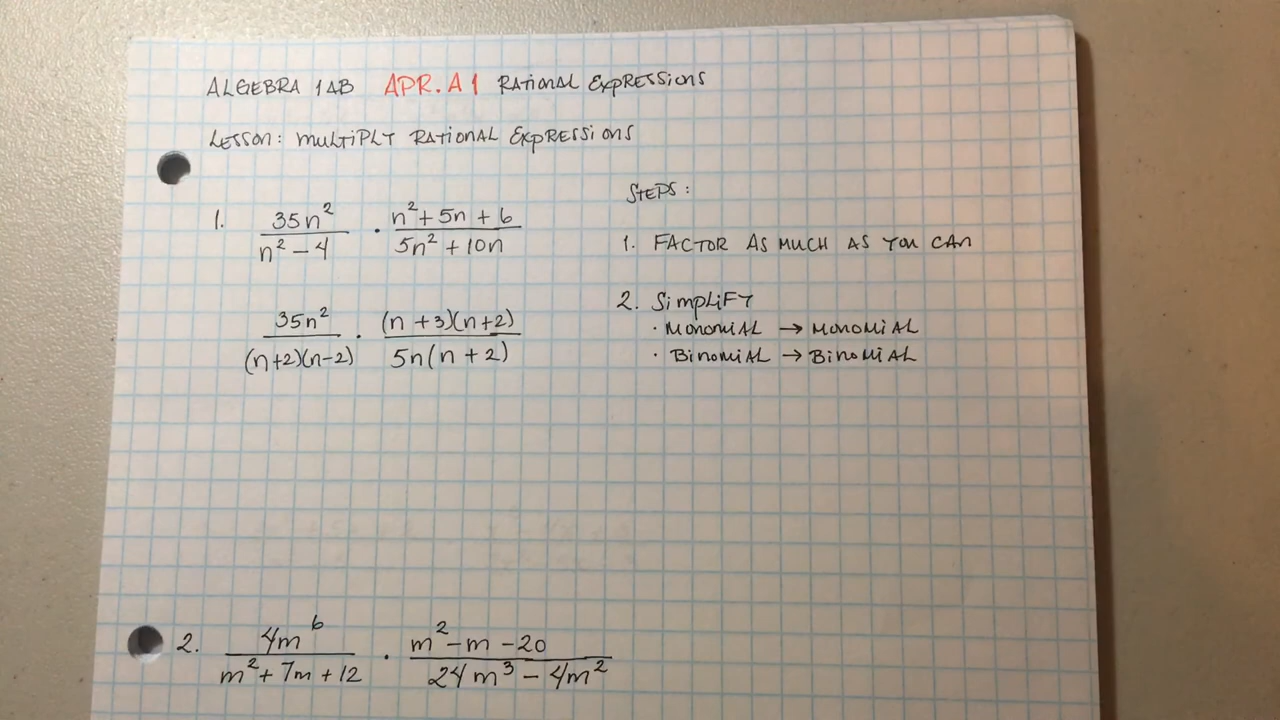 ALGEBRA 1AB APR.A1 RATIONAL EXPRESSIONS
LESSON: MULTIPLY RATIONAL EXPRESSIONS
1. 35n²/(n² - 4) · (n² + 5n + 6)/(5n² + 10n)
35n²/((n+2)(n-2)) · ((n +3)(n+2))/(5n(n + 2))
STEPS:
1. FACTOR AS MUCH AS YOU CAN
2. SIMPLIFY
· MONOMIAL → MONOMIAL
· BINOMIAL → BINOMIAL
2. 4m⁶/(m² + 7m + 12) · (m² - m - 20)/(24m³ - 4m²)